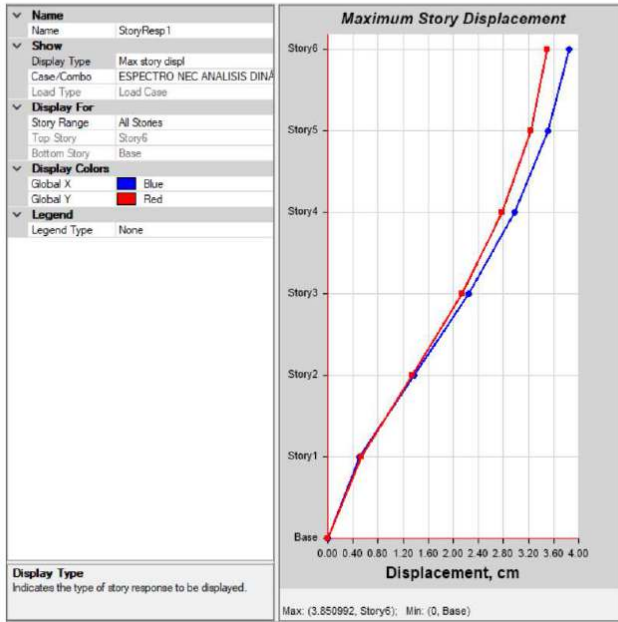 Name
Name StoryResp1
Show
Display Type Max story displ
Case/Combo ESPECTRO NEC ANALISIS DINÁ
Load Type Load Case
Display For
Story Range All Stories
Top Story Story6
Bottom Story Base
Display Colors
Global X Blue
Global Y Red
Legend
Legend Type None
Display Type
Indicates the type of story response to be displayed.
Maximum Story Displacement
Story6
Story5
Story4
Story3
Story2
Story1
Base
0.00 0.40 0.80 1.20 1.60 2.00 2.40 2.80 3.20 3.60 4.00
Displacement, cm
Max: (3.850992, Story6); Min: (0, Base)